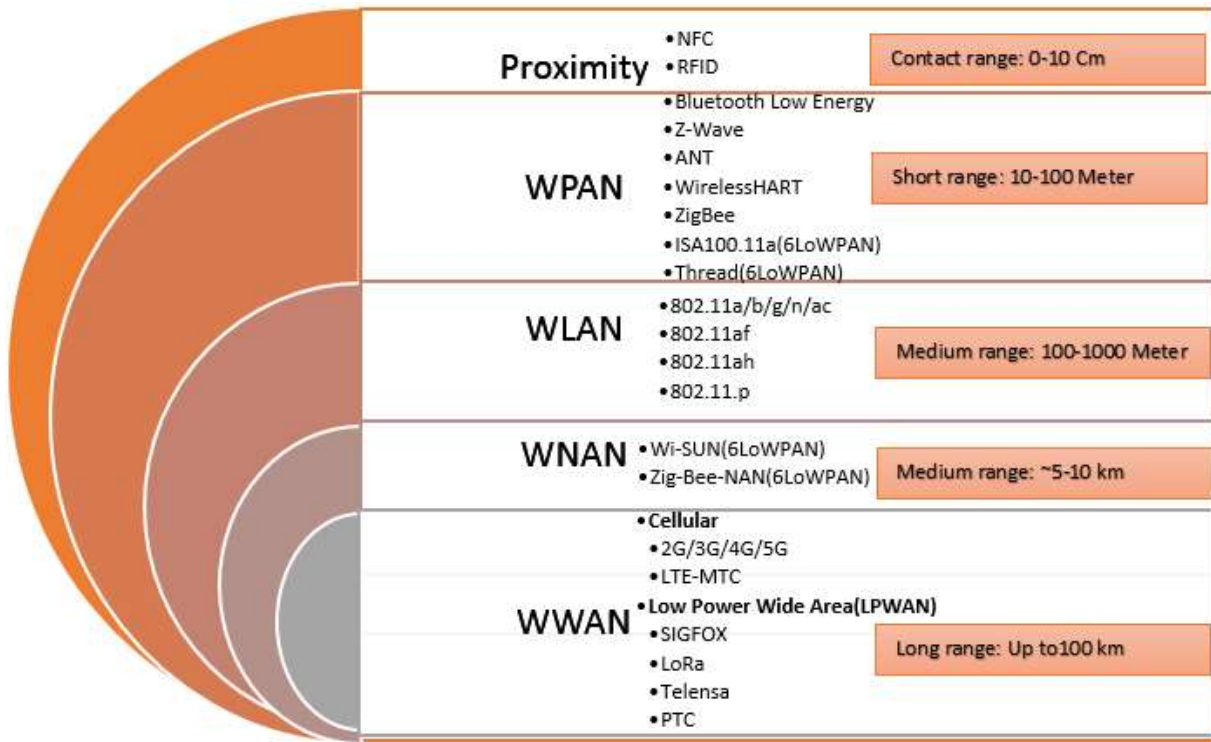 Proximity
•NFC
•RFID
Contact range: 0-10 Cm
WPAN
•Bluetooth Low Energy
•Z-Wave
•ANT
•WirelessHART
•ZigBee
•ISA100.11a(6LoWPAN)
•Thread(6LoWPAN)
Short range: 10-100 Meter
WLAN
•802.11a/b/g/n/ac
•802.11af
•802.11ah
•802.11.p
Medium range: 100-1000 Meter
WNAN
•Wi-SUN(6LoWPAN)
•Zig-Bee-NAN(6LoWPAN)
Medium range: ~5-10 km
WWAN
•Cellular
•2G/3G/4G/5G
•LTE-MTC
•Low Power Wide Area(LPWAN)
•SIGFOX
•LoRa
•Telensa
•PTC
Long range: Up to100 km